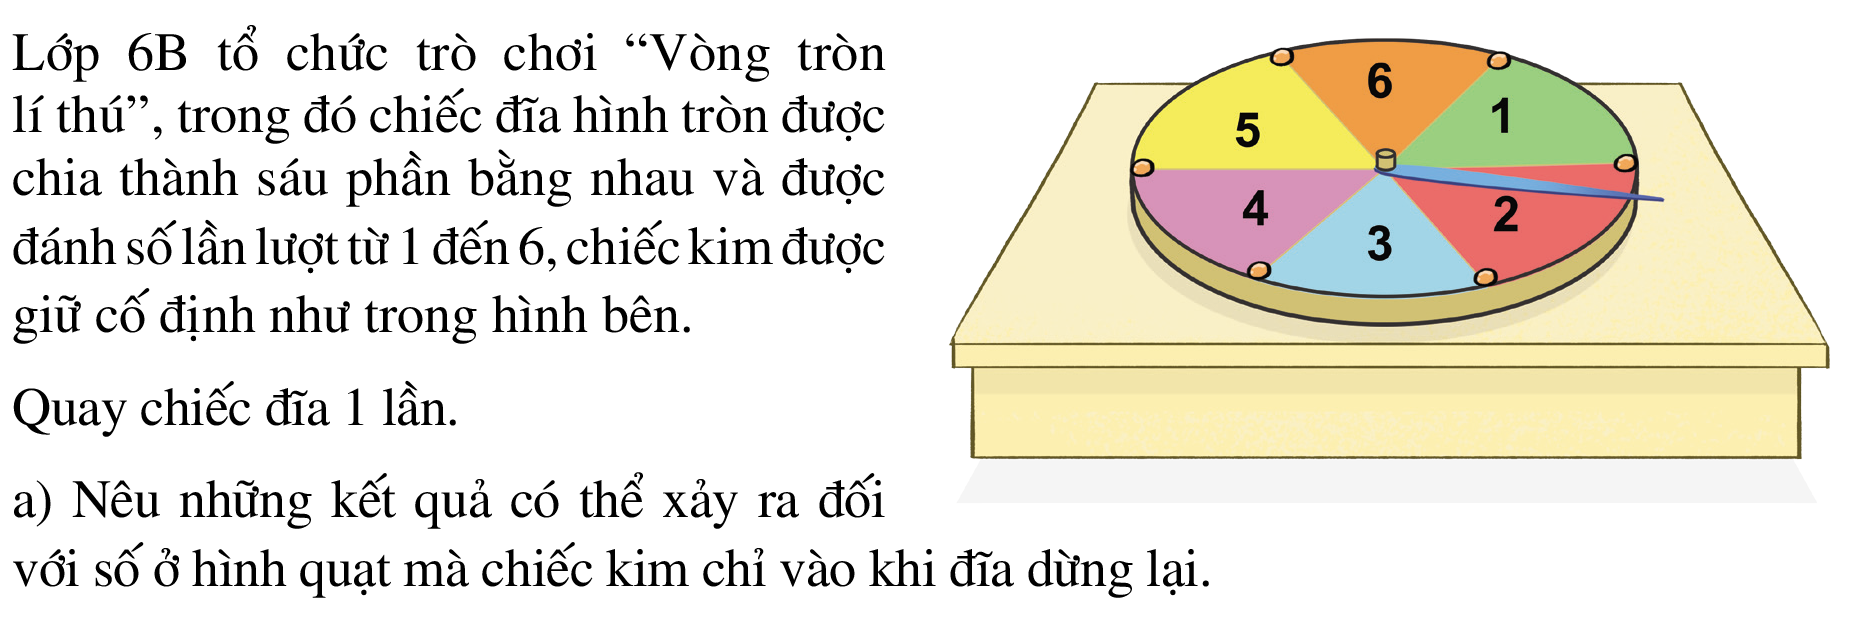 Lớp 6B tổ chức trò chơi “Vòng tròn
lí thú”, trong đó chiếc đĩa hình tròn được
chia thành sáu phần bằng nhau và được
đánh số lần lượt từ 1 đến 6, chiếc kim được
giữ cố định như trong hình bên.
Quay chiếc đĩa 1 lần.
a) Nêu những kết quả có thể xảy ra đối
với số ở hình quạt mà chiếc kim chỉ vào khi đĩa dừng lại.
6
1
5
4
2
3